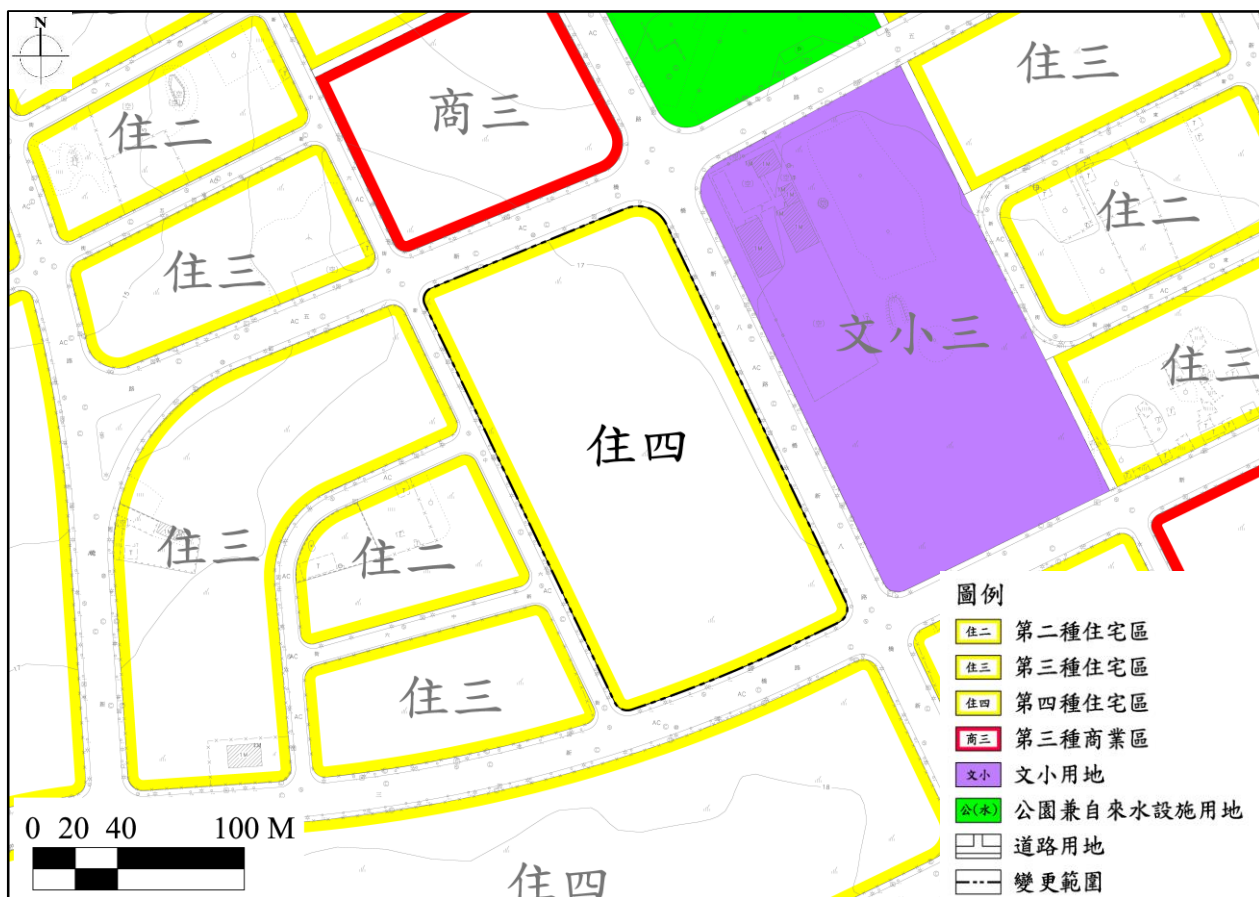 N
住三
商三
住二
住二
住三
文小三
住三
住四
住三
住二
住三
住四
17
15
17
18
圖例
住二 第二種住宅區
住三 第三種住宅區
住四 第四種住宅區
商三 第三種商業區
文小 文小用地
公(水) 公園兼自來水設施用地
道路用地
變更範圍
0 20 40 100 M